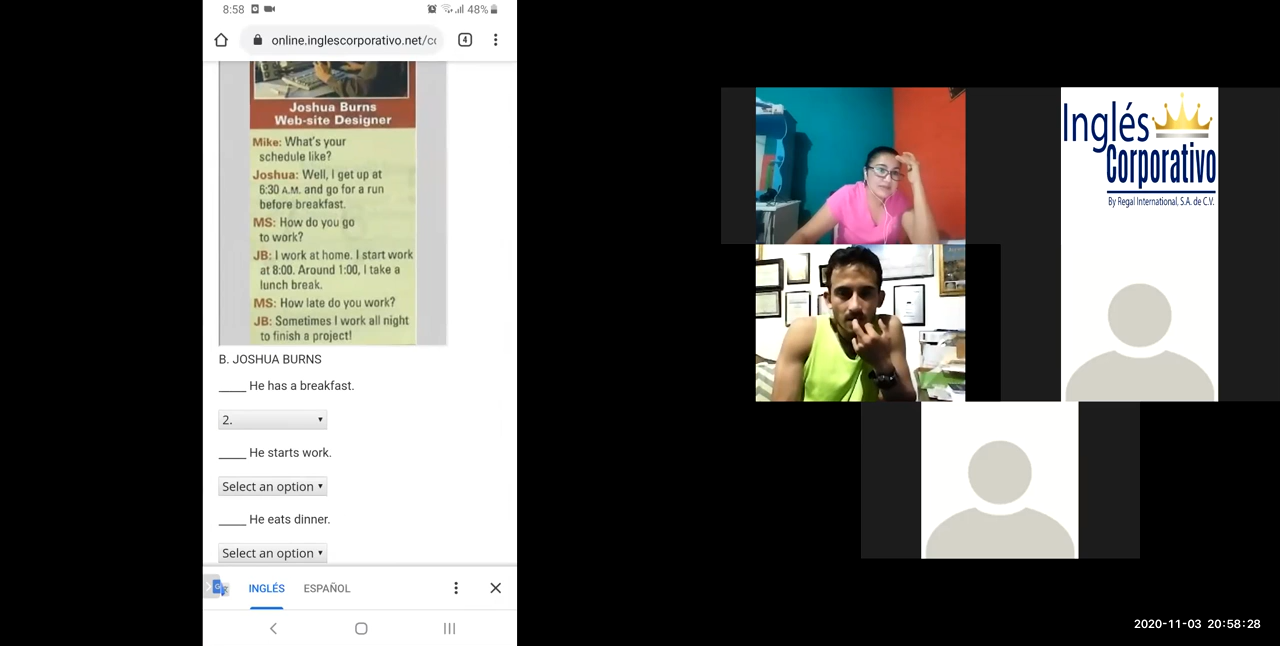 8:58
48%
online.inglescorporativo.net/co
4
Joshua Burns
Web-site Designer
Mike: What's your
schedule like?
Joshua: Well, I get up at
6:30 A.M. and go for a run
before breakfast.
MS: How do you go
to work?
JB: I work at home. I start work
at 8:00. Around 1:00, I take a
lunch break.
MS: How late do you work?
JB: Sometimes I work all night
to finish a project!
B. JOSHUA BURNS
____ He has a breakfast.
2.
____ He starts work.
Select an option
____ He eats dinner.
Select an option
INGLÉS ESPAÑOL
Inglés
Corporativo
By Regal International, S.A. de C.V.
2020-11-03 20:58:28